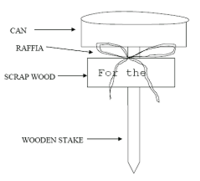 CAN
RAFFIA
SCRAP WOOD
For the
WOODEN STAKE